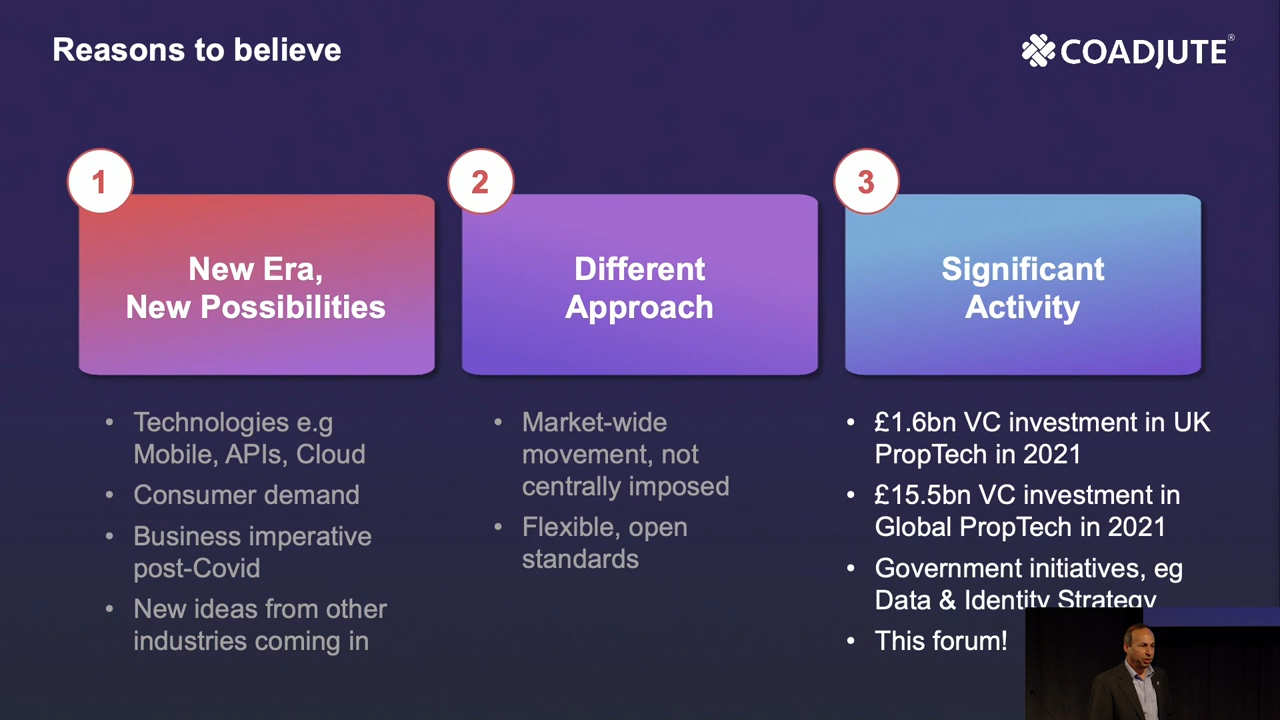 Reasons to believe
COADJUTE®
1
New Era,
New Possibilities
• Technologies e.g
Mobile, APIs, Cloud
• Consumer demand
• Business imperative
post-Covid
• New ideas from other
industries coming in
2
Different
Approach
• Market-wide
movement, not
centrally imposed
• Flexible, open
standards
3
Significant
Activity
• £1.6bn VC investment in UK
PropTech in 2021
• £15.5bn VC investment in
Global PropTech in 2021
• Government initiatives, eg
Data & Identity Strategy
• This forum!